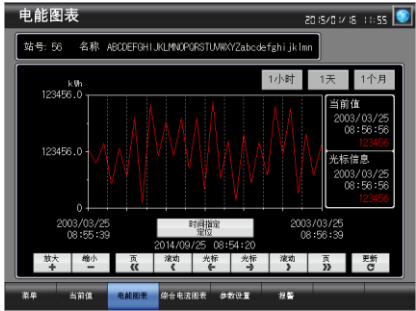 电能图表
2015/01/16 11:55
站号: 56 名称 ABCDEFGHIJKLMNOPQRSTUVWXYZabcdefghijklmn
1小时 1天 1个月
kWh
123456.0
123456.0
0
当前值
2003/03/25
08:56:56
123456
光标信息
2003/03/25
08:56:56
123456
2003/03/25
08:55:39
时间指定
定位
2003/03/25
08:56:39
2014/09/25 08:54:20
放大 缩小 页 滚动 光标 光标 滚动 页 更新
菜单 当前值 电能图表 综合电流图表 参数设置 报警